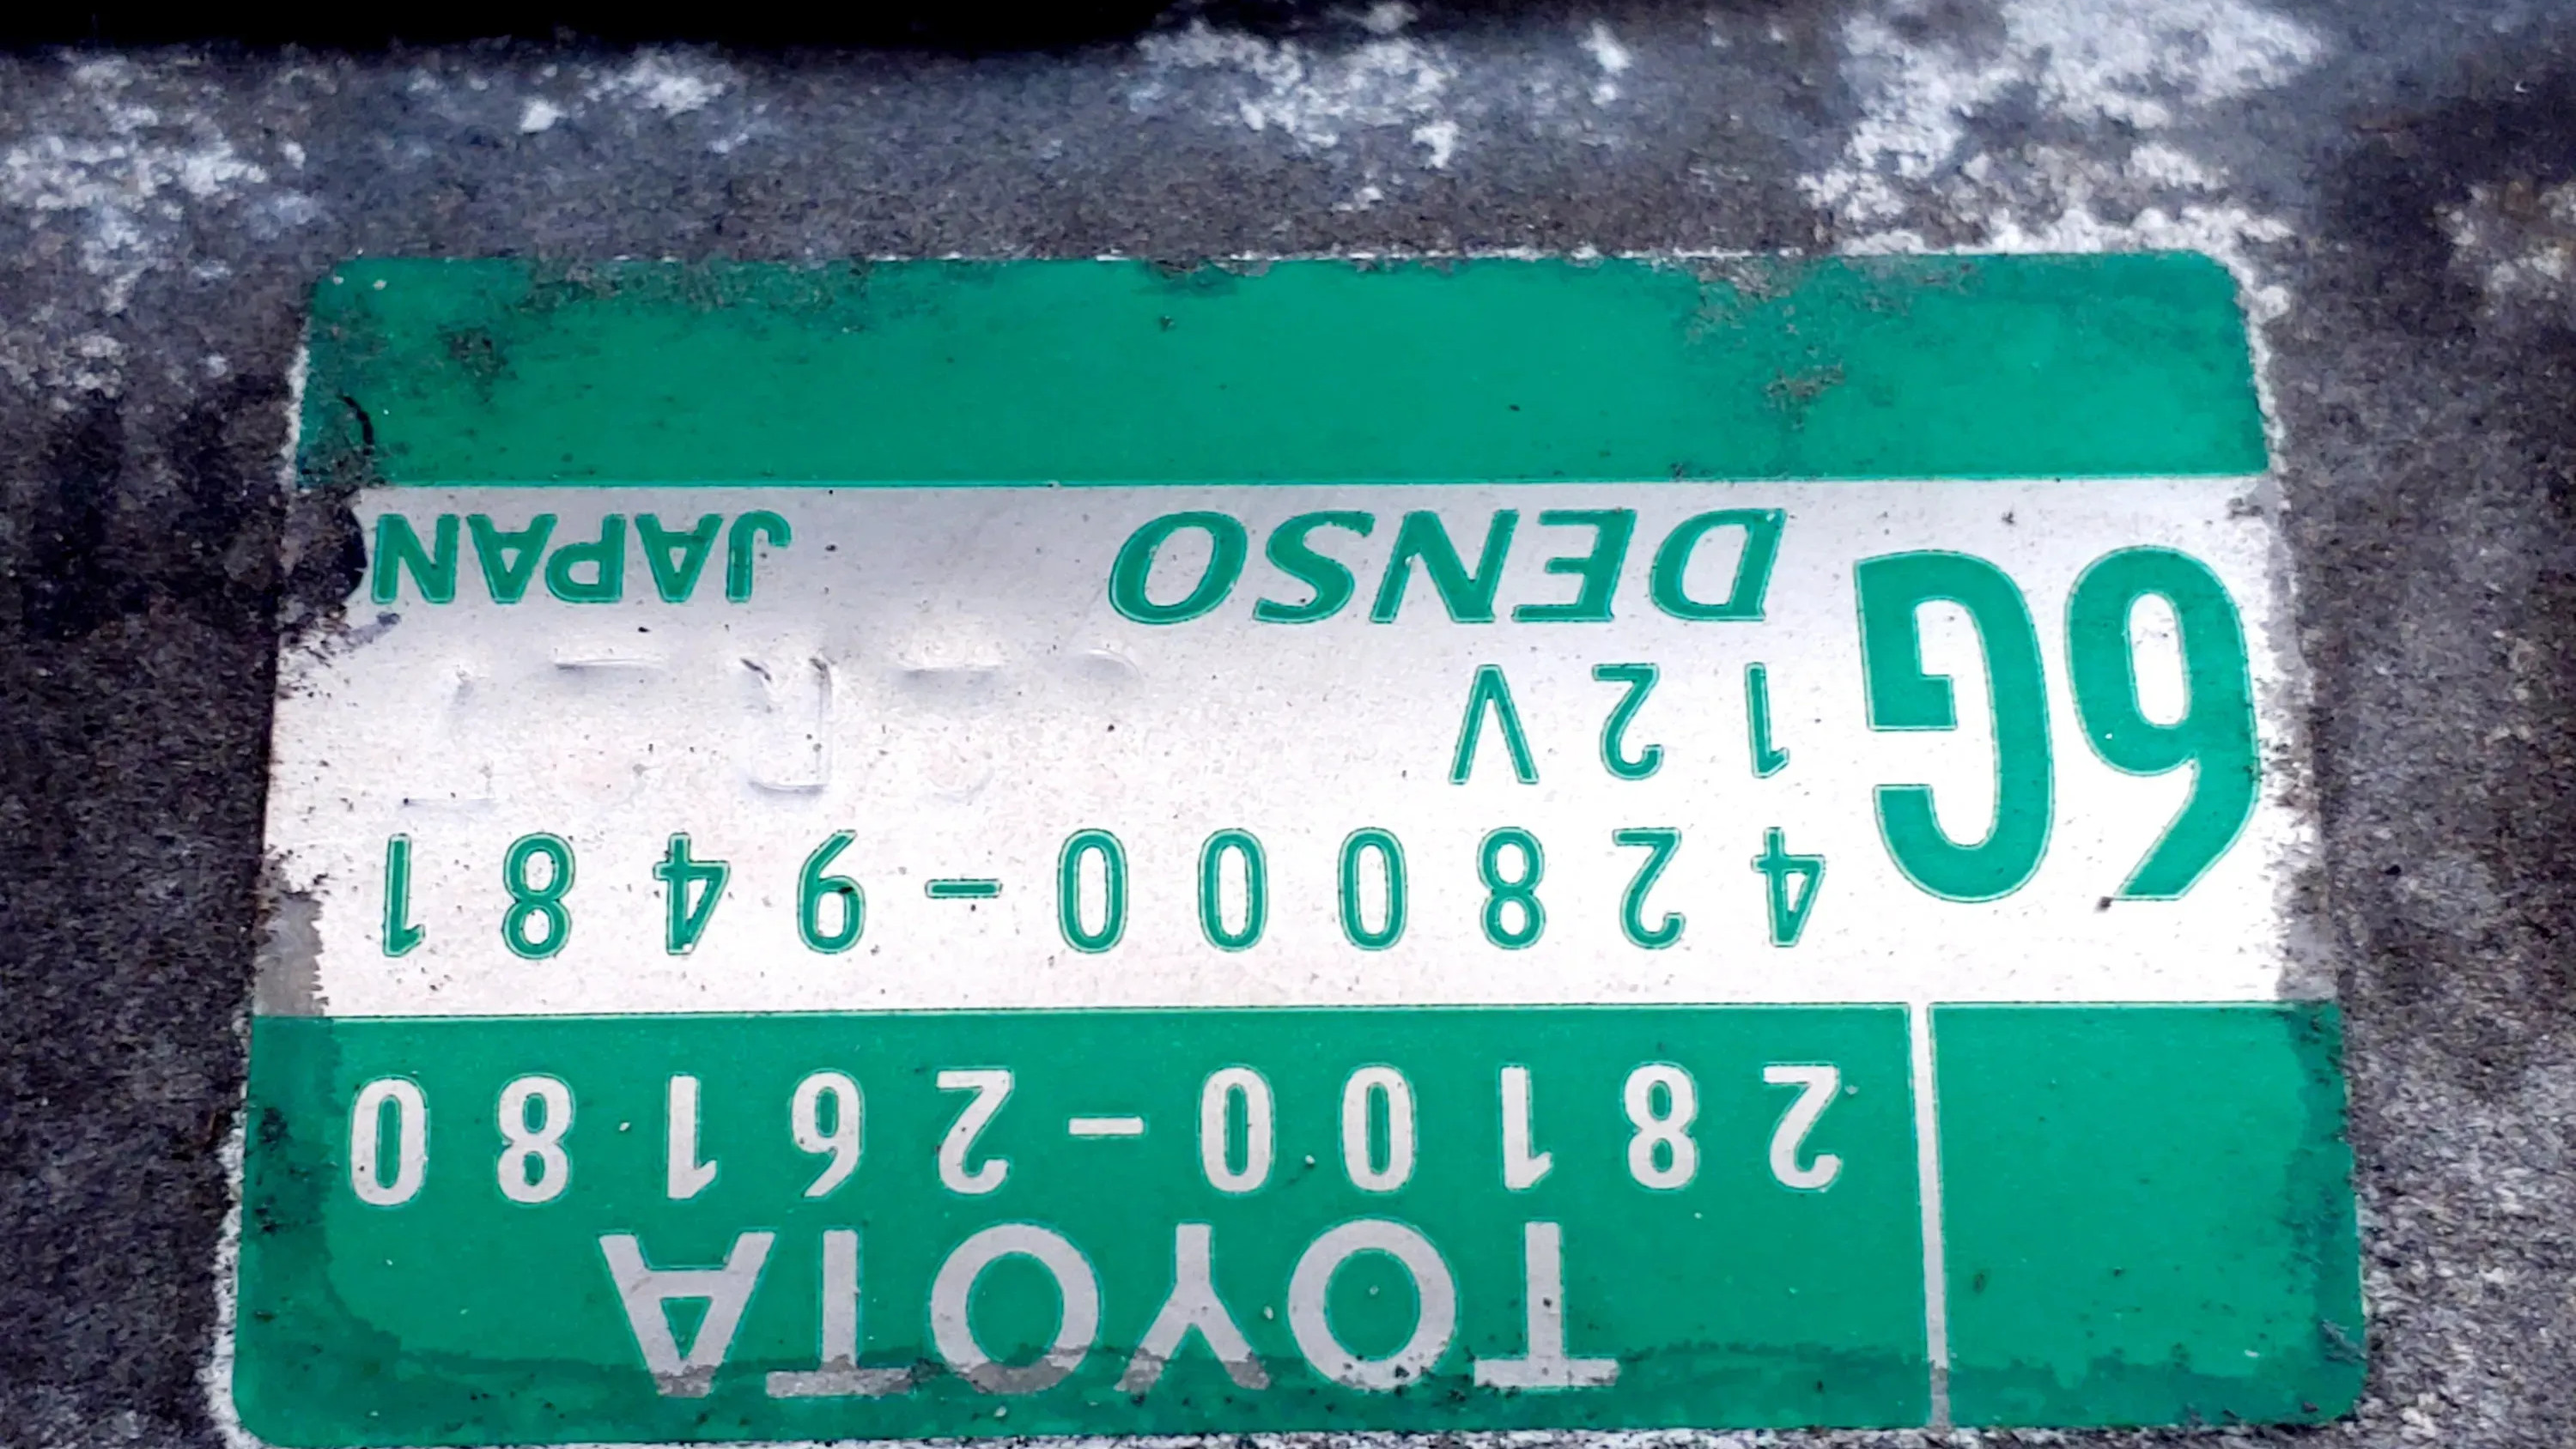 TOYOTA
28100-26180
6G
428000-9481
12V
DENSO JAPAN